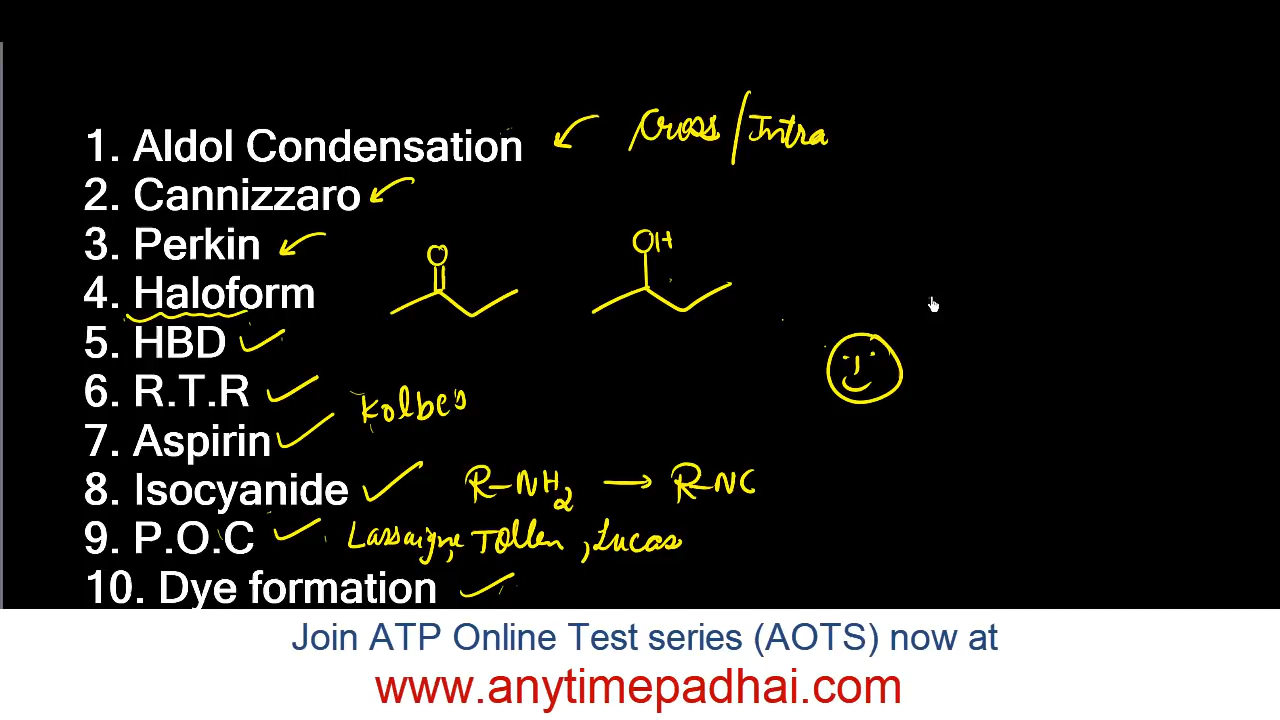 1. Aldol Condensation Cross / Intra
2. Cannizzaro
3. Perkin
O OH
4. Haloform
5. HBD
6. R.T.R
Kolbe's
7. Aspirin
8. Isocyanide R-NH2 → R-NC
9. P.O.C Lassaigne, Tollen, Lucas
10. Dye formation
Join ATP Online Test series (AOTS) now at
www.anytimepadhai.com